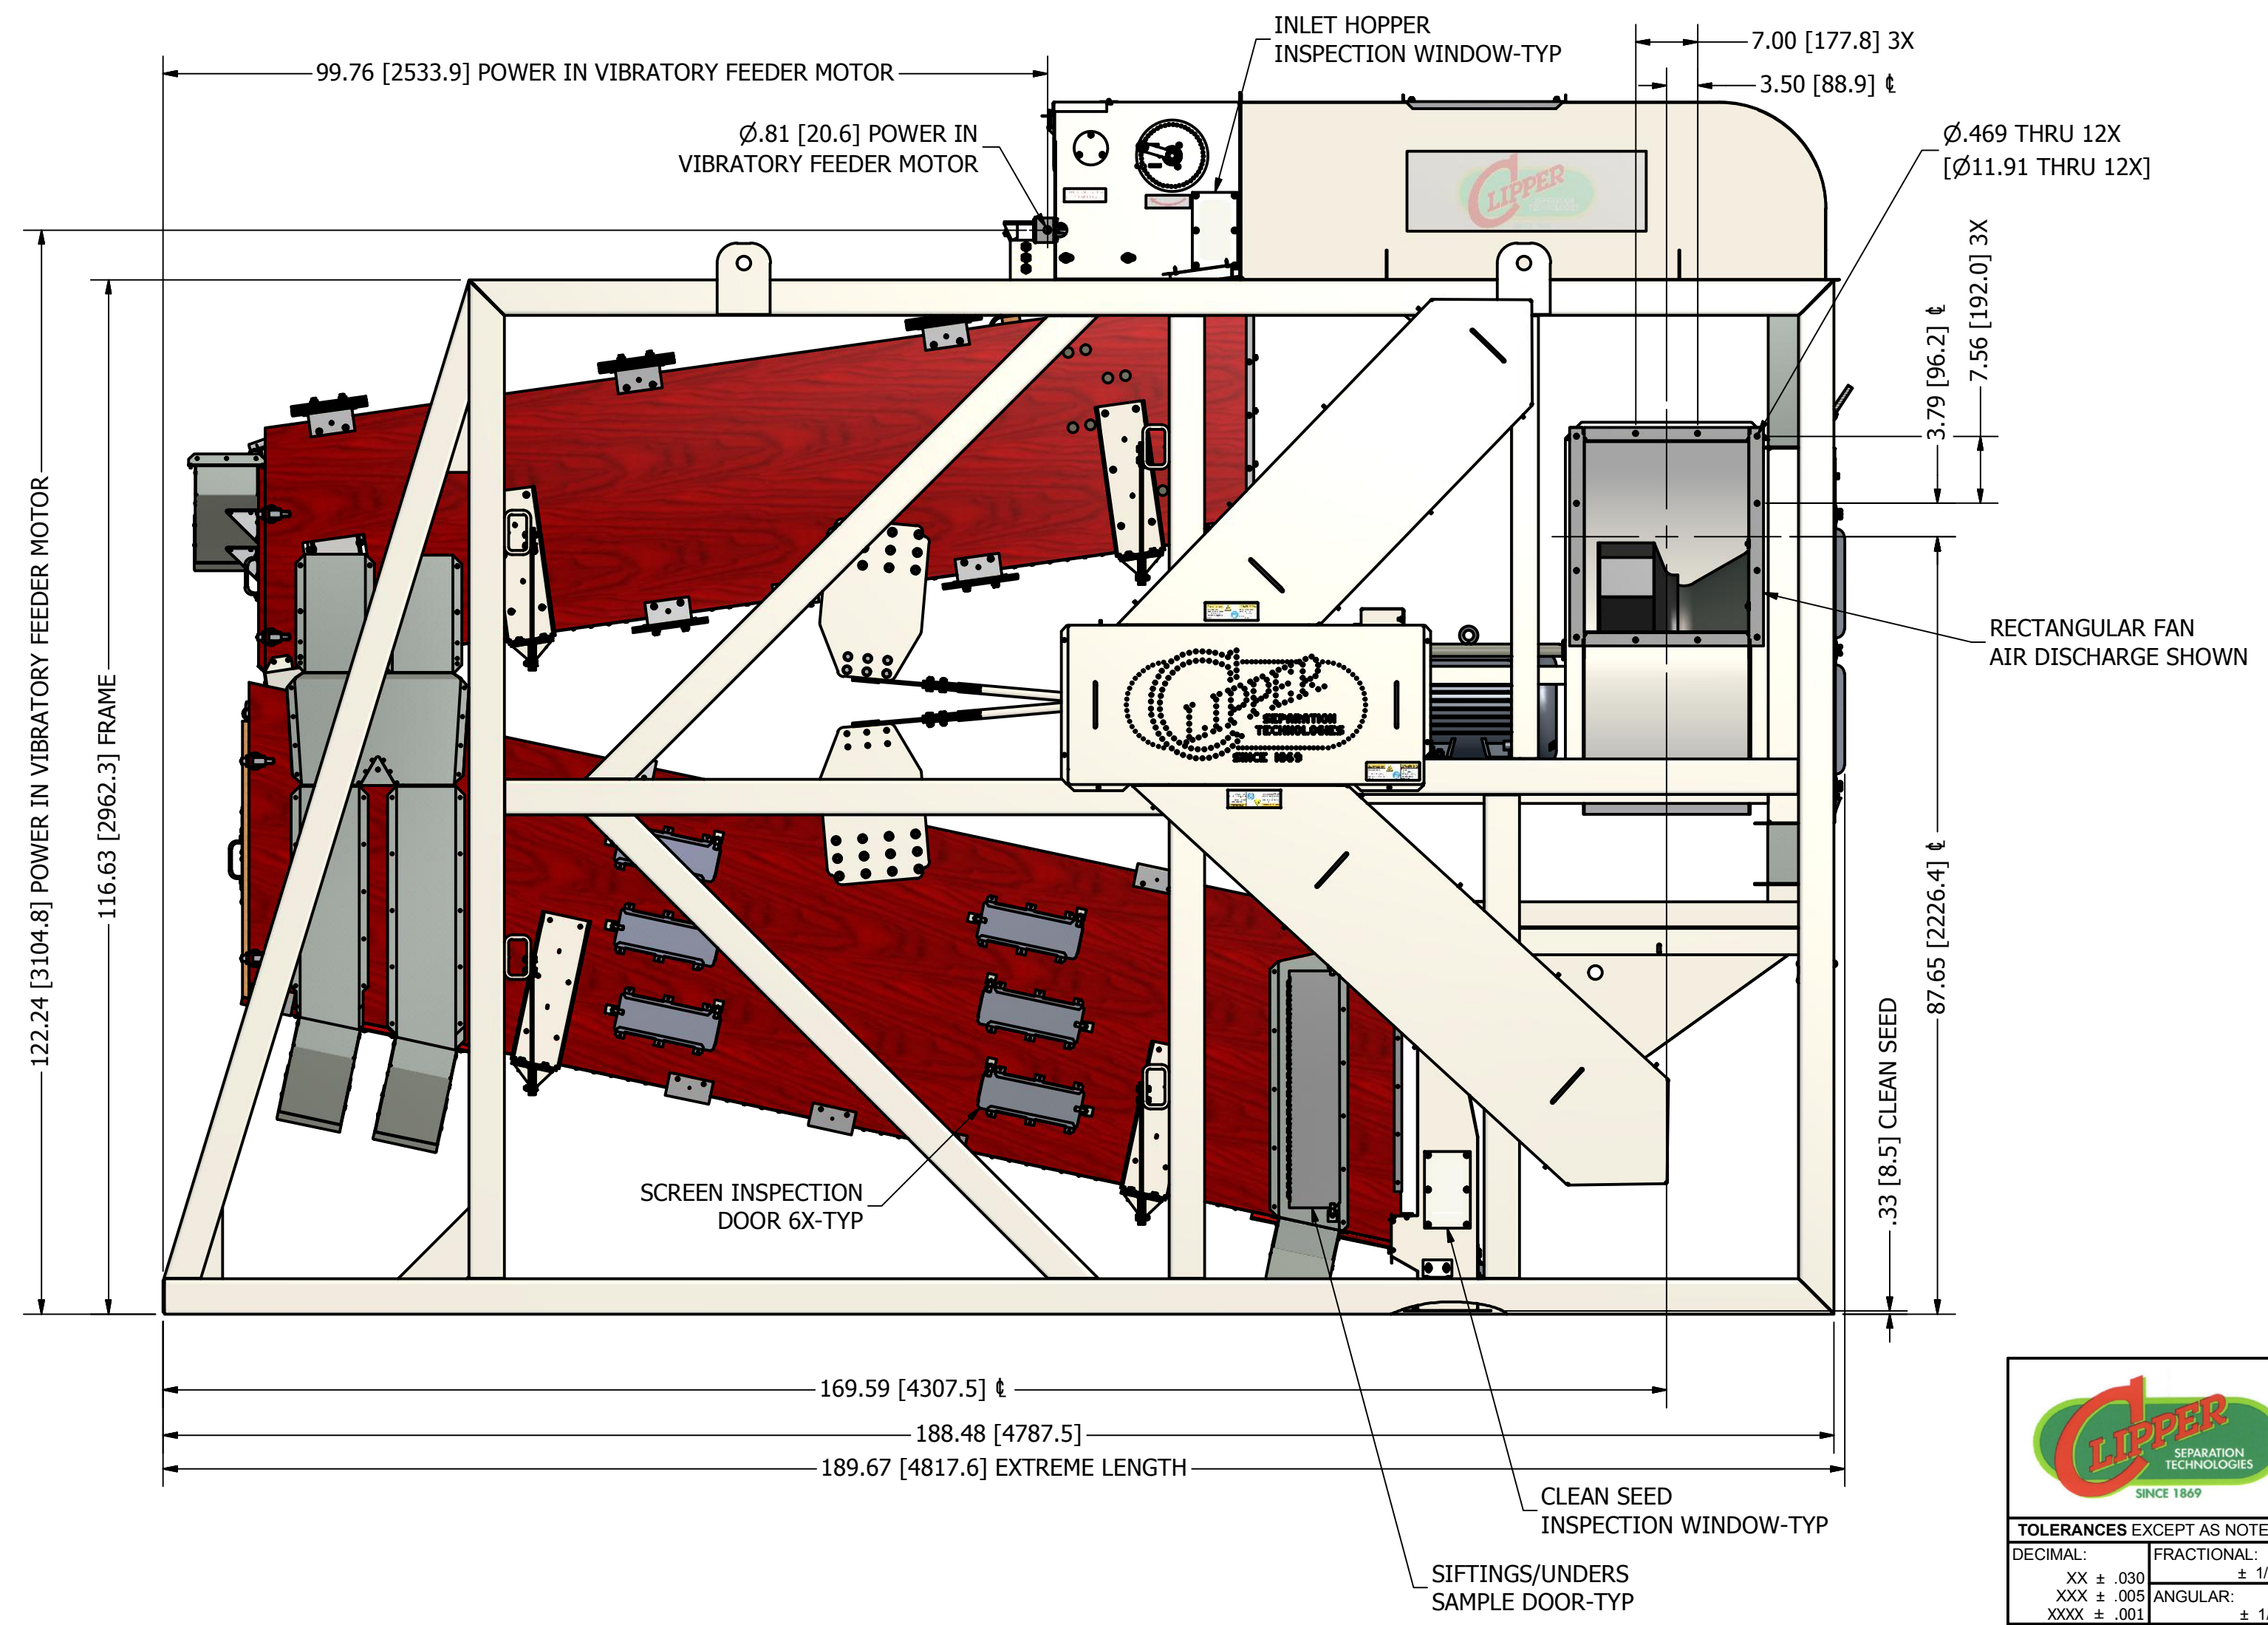 INLET HOPPER
INSPECTION WINDOW-TYP
7.00 [177.8] 3X
99.76 [2533.9] POWER IN VIBRATORY FEEDER MOTOR
3.50 [88.9] ℄
Ø.81 [20.6] POWER IN
VIBRATORY FEEDER MOTOR
Ø.469 THRU 12X
[Ø11.91 THRU 12X]
CLIPPER
7.56 [192.0] 3X
3.79 [96.2] ℄
122.24 [3104.8] POWER IN VIBRATORY FEEDER MOTOR
116.63 [2962.3] FRAME
RECTANGULAR FAN
AIR DISCHARGE SHOWN
CLIPPER
SEPARATION
TECHNOLOGIES
SINCE 1869
87.65 [2226.4] ℄
.33 [8.5] CLEAN SEED
SCREEN INSPECTION
DOOR 6X-TYP
169.59 [4307.5] ℄
188.48 [4787.5]
189.67 [4817.6] EXTREME LENGTH
CLEAN SEED
INSPECTION WINDOW-TYP
SIFTINGS/UNDERS
SAMPLE DOOR-TYP
CLIPPER
SEPARATION
TECHNOLOGIES
SINCE 1869
TOLERANCES EXCEPT AS NOTE
DECIMAL:
XX ± .030
XXX ± .005
XXXX ± .001
FRACTIONAL:
± 1/
ANGULAR:
± 1/